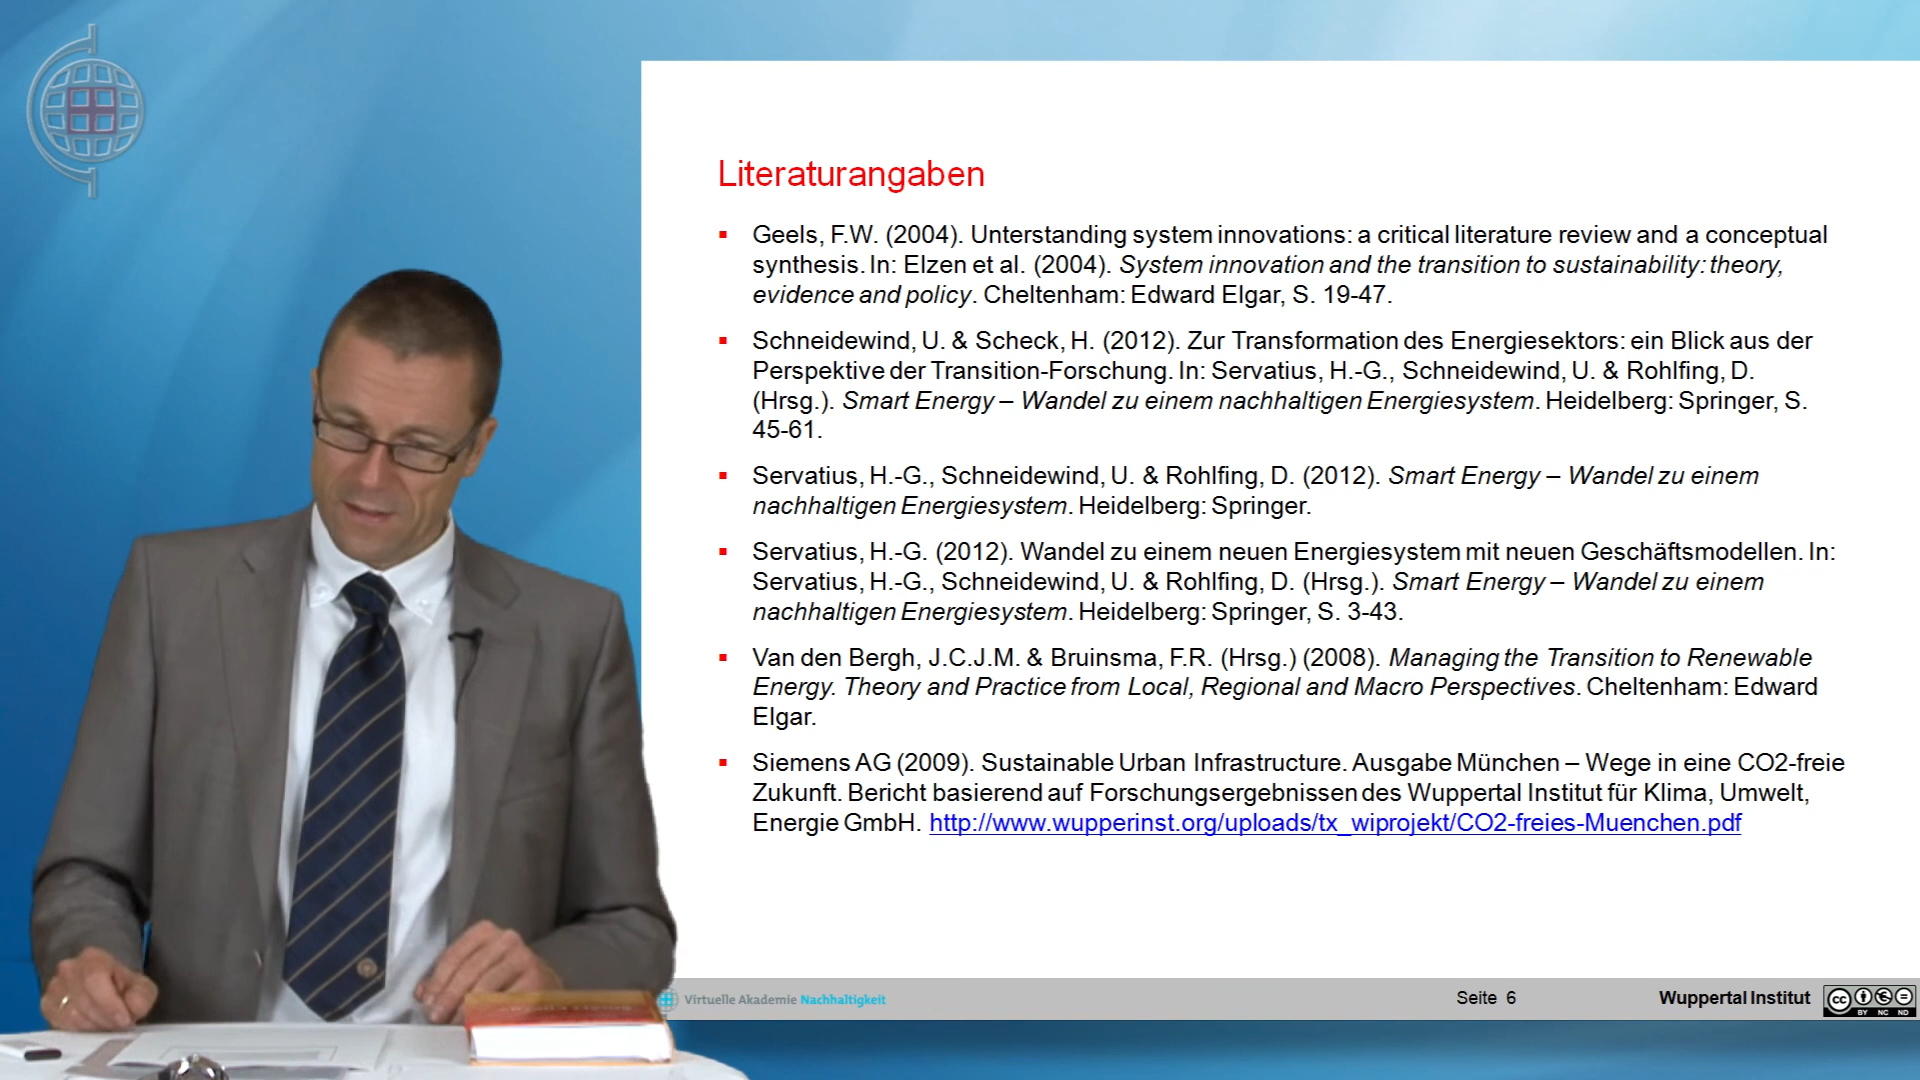 Literaturangaben
Geels, F.W. (2004). Unterstanding system innovations: a critical literature review and a conceptual
synthesis. In: Elzen et al. (2004). System innovation and the transition to sustainability: theory,
evidence and policy. Cheltenham: Edward Elgar, S. 19-47.
Schneidewind, U. & Scheck, H. (2012). Zur Transformation des Energiesektors: ein Blick aus der
Perspektive der Transition-Forschung. In: Servatius, H.-G., Schneidewind, U. & Rohlfing, D.
(Hrsg.). Smart Energy – Wandel zu einem nachhaltigen Energiesystem. Heidelberg: Springer, S.
45-61.
Servatius, H.-G., Schneidewind, U. & Rohlfing, D. (2012). Smart Energy – Wandel zu einem
nachhaltigen Energiesystem. Heidelberg: Springer.
Servatius, H.-G. (2012). Wandel zu einem neuen Energiesystem mit neuen Geschäftsmodellen. In:
Servatius, H.-G., Schneidewind, U. & Rohlfing, D. (Hrsg.). Smart Energy – Wandel zu einem
nachhaltigen Energiesystem. Heidelberg: Springer, S. 3-43.
Van den Bergh, J.C.J.M. & Bruinsma, F.R. (Hrsg.) (2008). Managing the Transition to Renewable
Energy. Theory and Practice from Local, Regional and Macro Perspectives. Cheltenham: Edward
Elgar.
Siemens AG (2009). Sustainable Urban Infrastructure. Ausgabe München – Wege in eine CO2-freie
Zukunft. Bericht basierend auf Forschungsergebnissen des Wuppertal Institut für Klima, Umwelt,
Energie GmbH. http://www.wupperinst.org/uploads/tx_wiprojekt/CO2-freies-Muenchen.pdf
Virtuelle Akademie Nachhaltigkeit
Seite 6
Wuppertal Institut
cc
BY NC ND